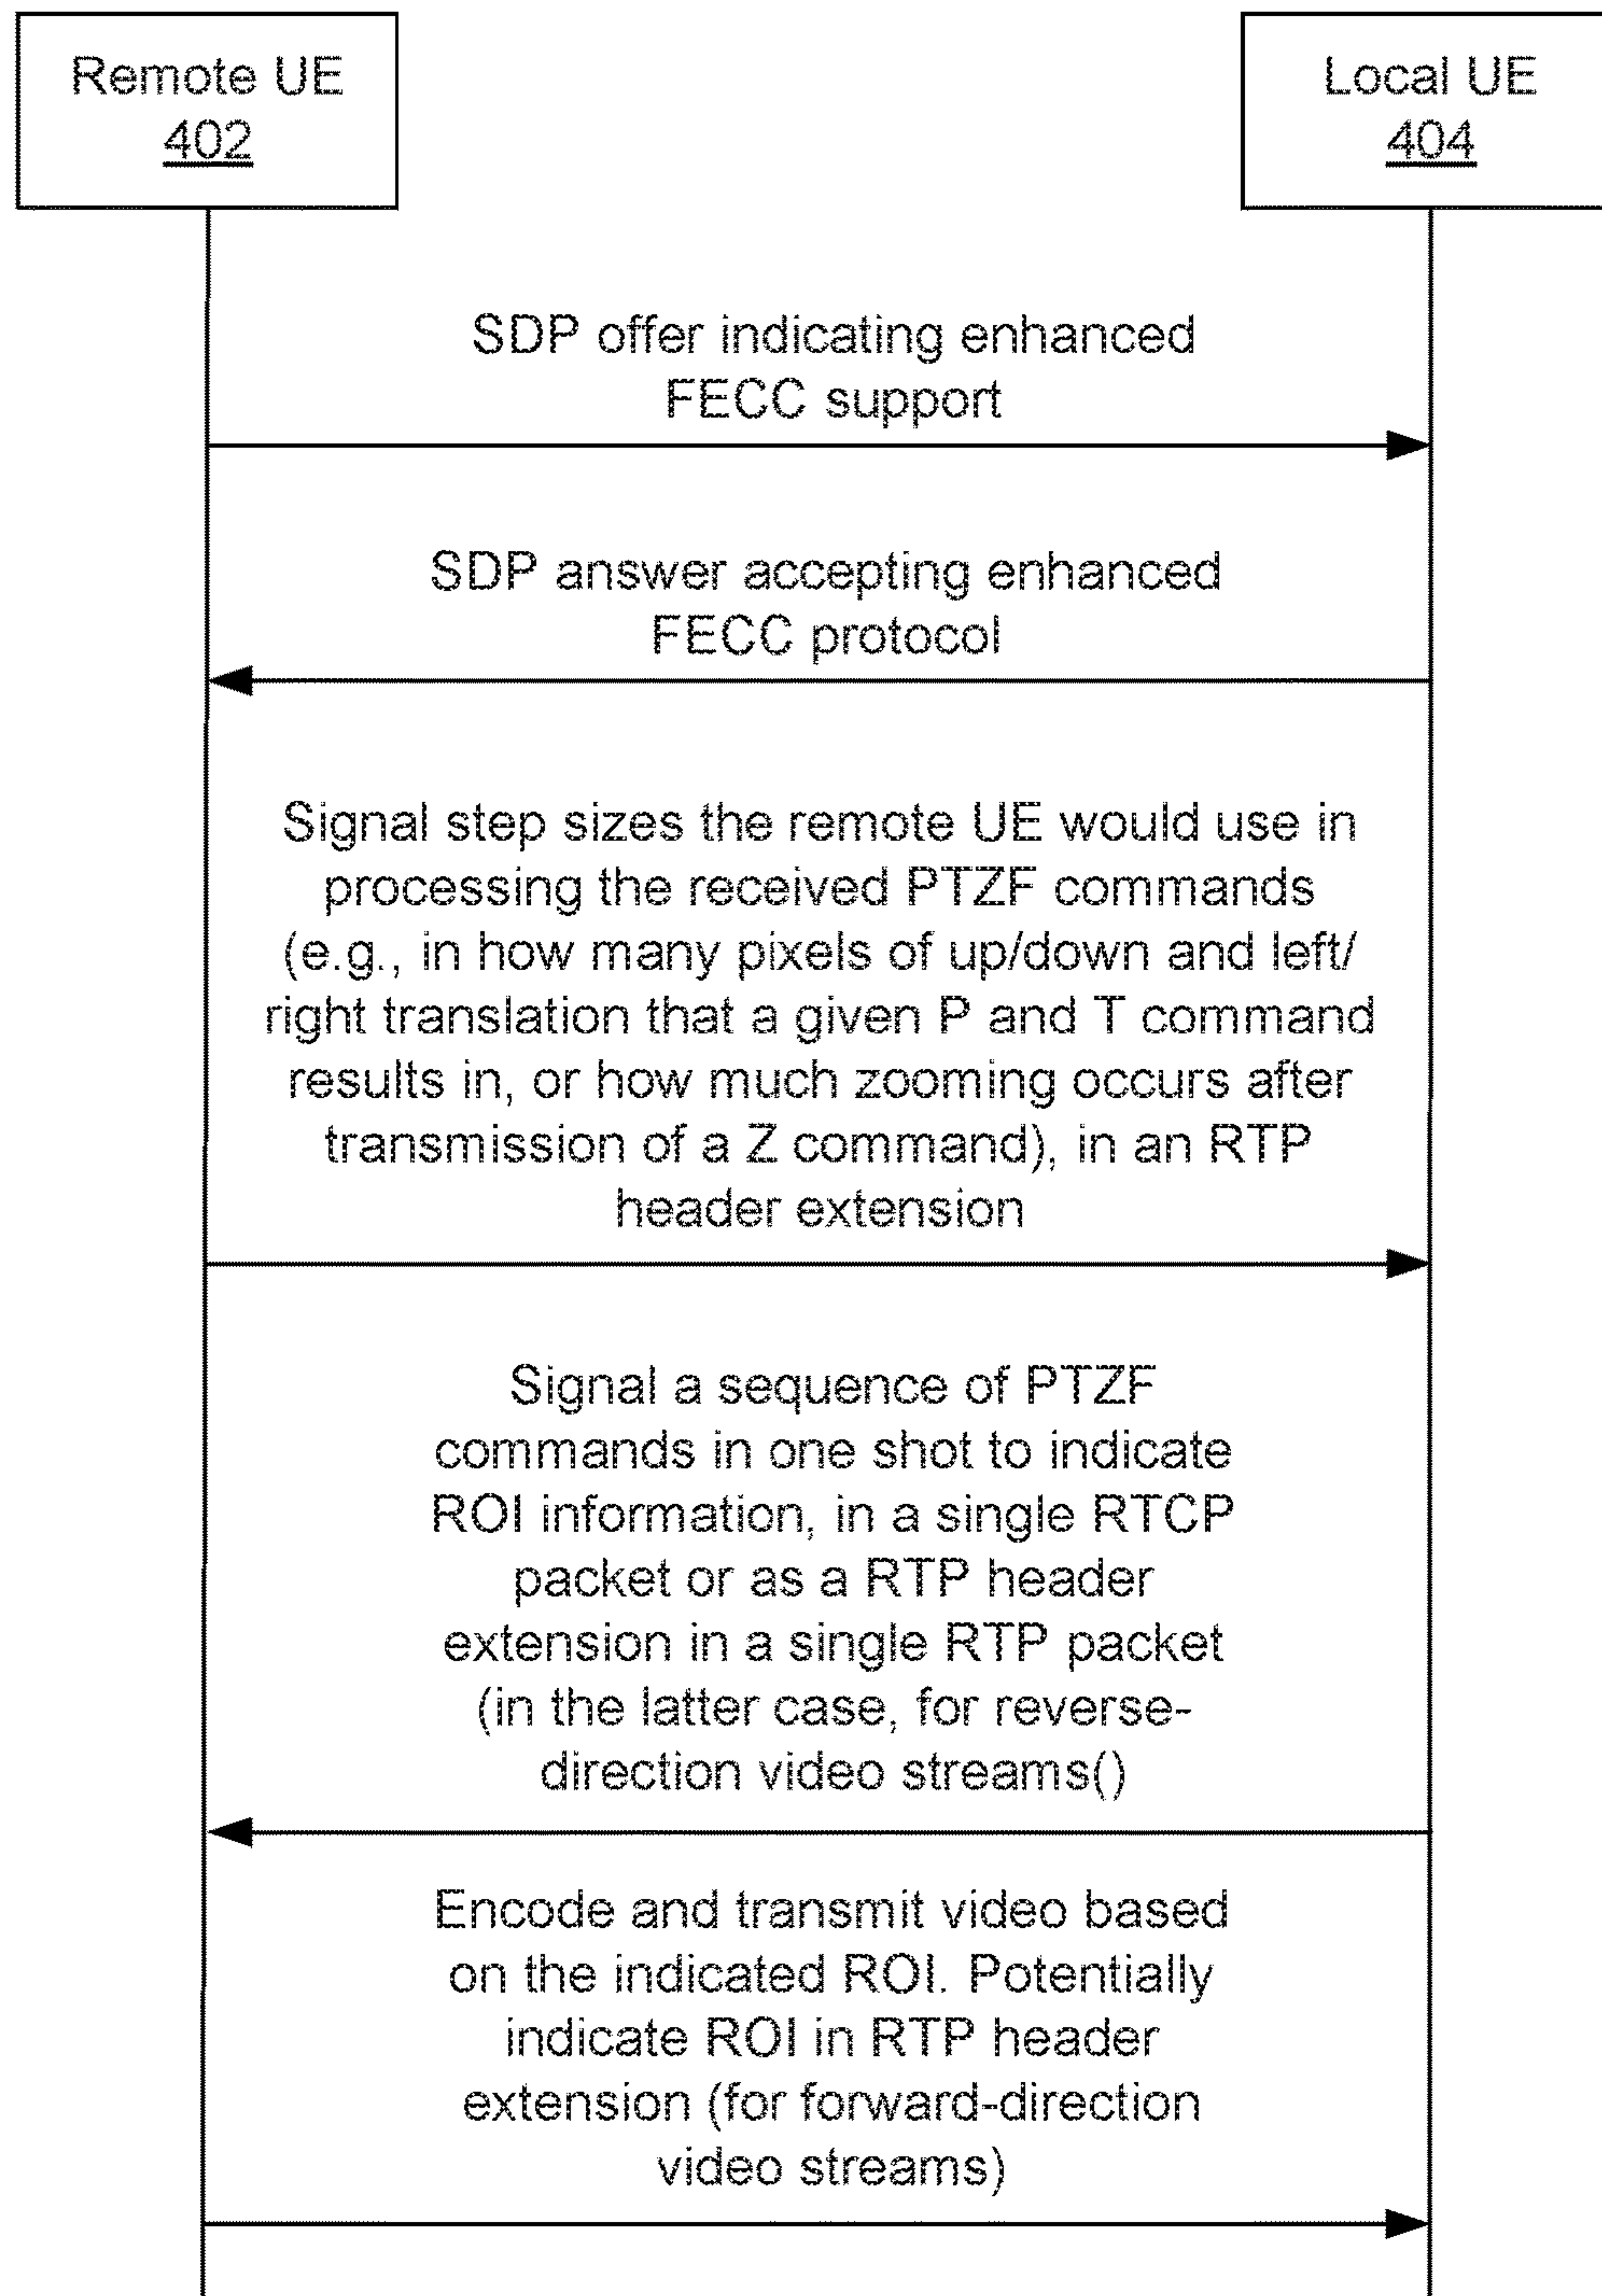 Remote UE
402
Local UE
404
SDP offer indicating enhanced
FECC support
SDP answer accepting enhanced
FECC protocol
Signal step sizes the remote UE would use in
processing the received PTZF commands
(e.g., in how many pixels of up/down and left/
right translation that a given P and T command
results in, or how much zooming occurs after
transmission of a Z command), in an RTP
header extension
Signal a sequence of PTZF
commands in one shot to indicate
ROI information, in a single RTCP
packet or as a RTP header
extension in a single RTP packet
(in the latter case, for reverse-
direction video streams()
Encode and transmit video based
on the indicated ROI. Potentially
indicate ROI in RTP header
extension (for forward-direction
video streams)